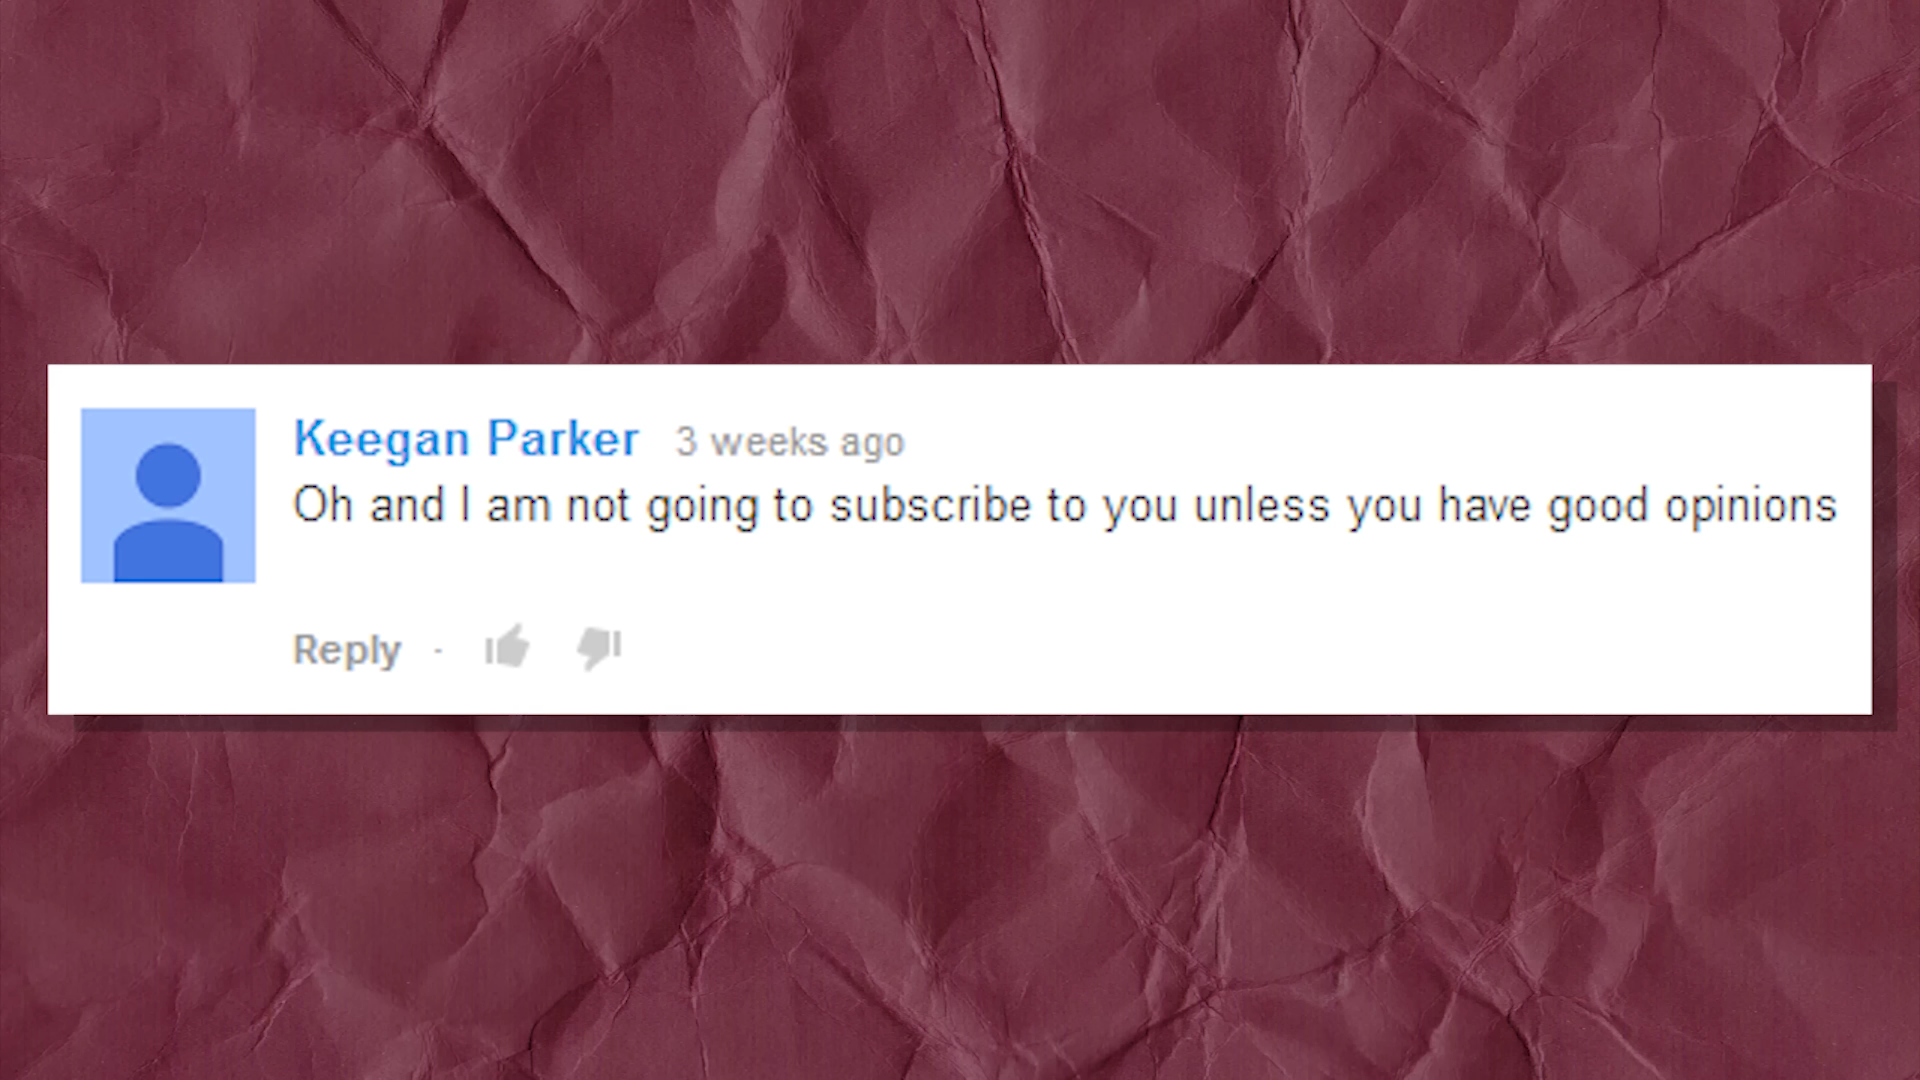 Keegan Parker 3 weeks ago
Oh and I am not going to subscribe to you unless you have good opinions
Reply ·